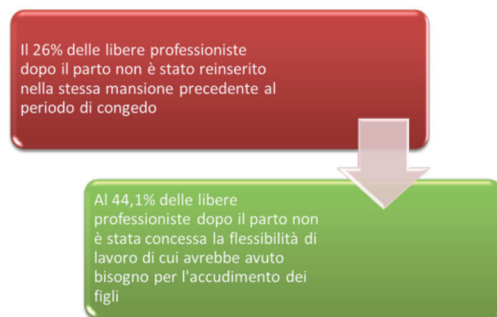 Il 26% delle libere professioniste
dopo il parto non è stato reinserito
nella stessa mansione precedente al
periodo di congedo
Al 44,1% delle libere
professioniste dopo il parto non
è stata concessa la flessibilità di
lavoro di cui avrebbe avuto
bisogno per l'accudimento dei
figli